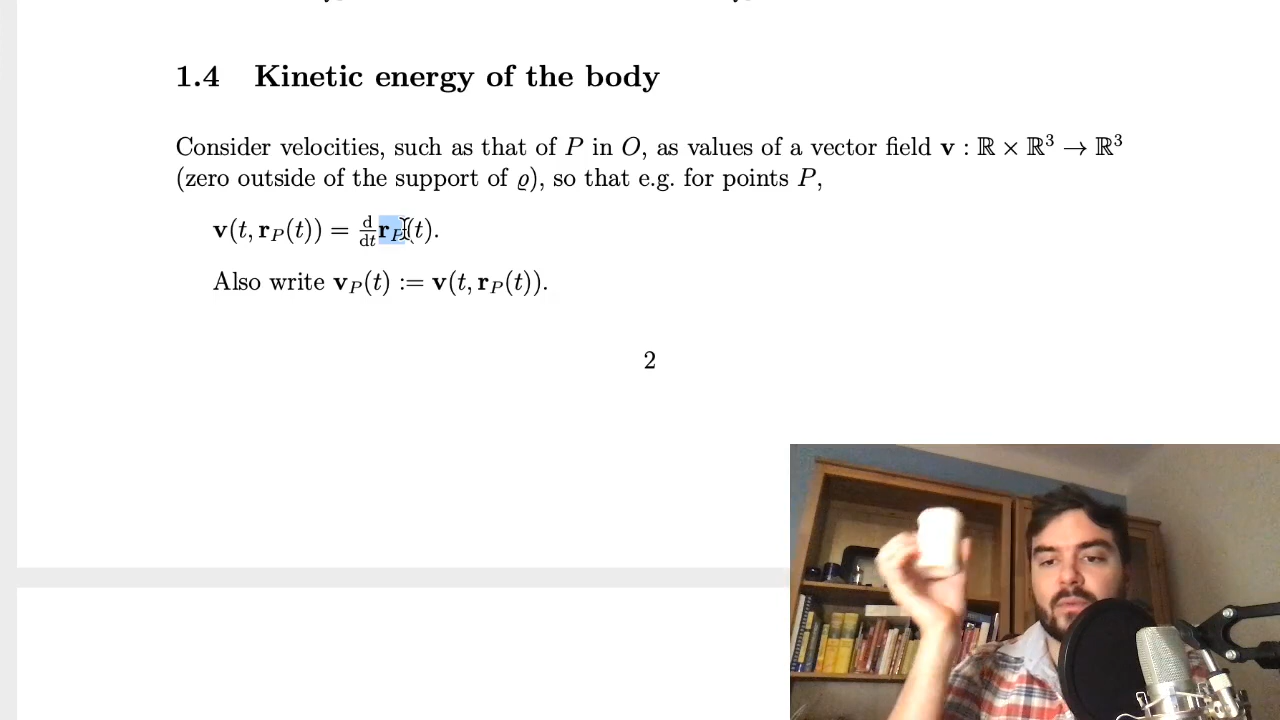 1.4 Kinetic energy of the body
Consider velocities, such as that of P in O, as values of a vector field v : ℝ × ℝ³ → ℝ³
(zero outside of the support of ϱ), so that e.g. for points P,
v(t, r_P(t)) = d/dt r_P(t).
Also write v_P(t) := v(t, r_P(t)).
2